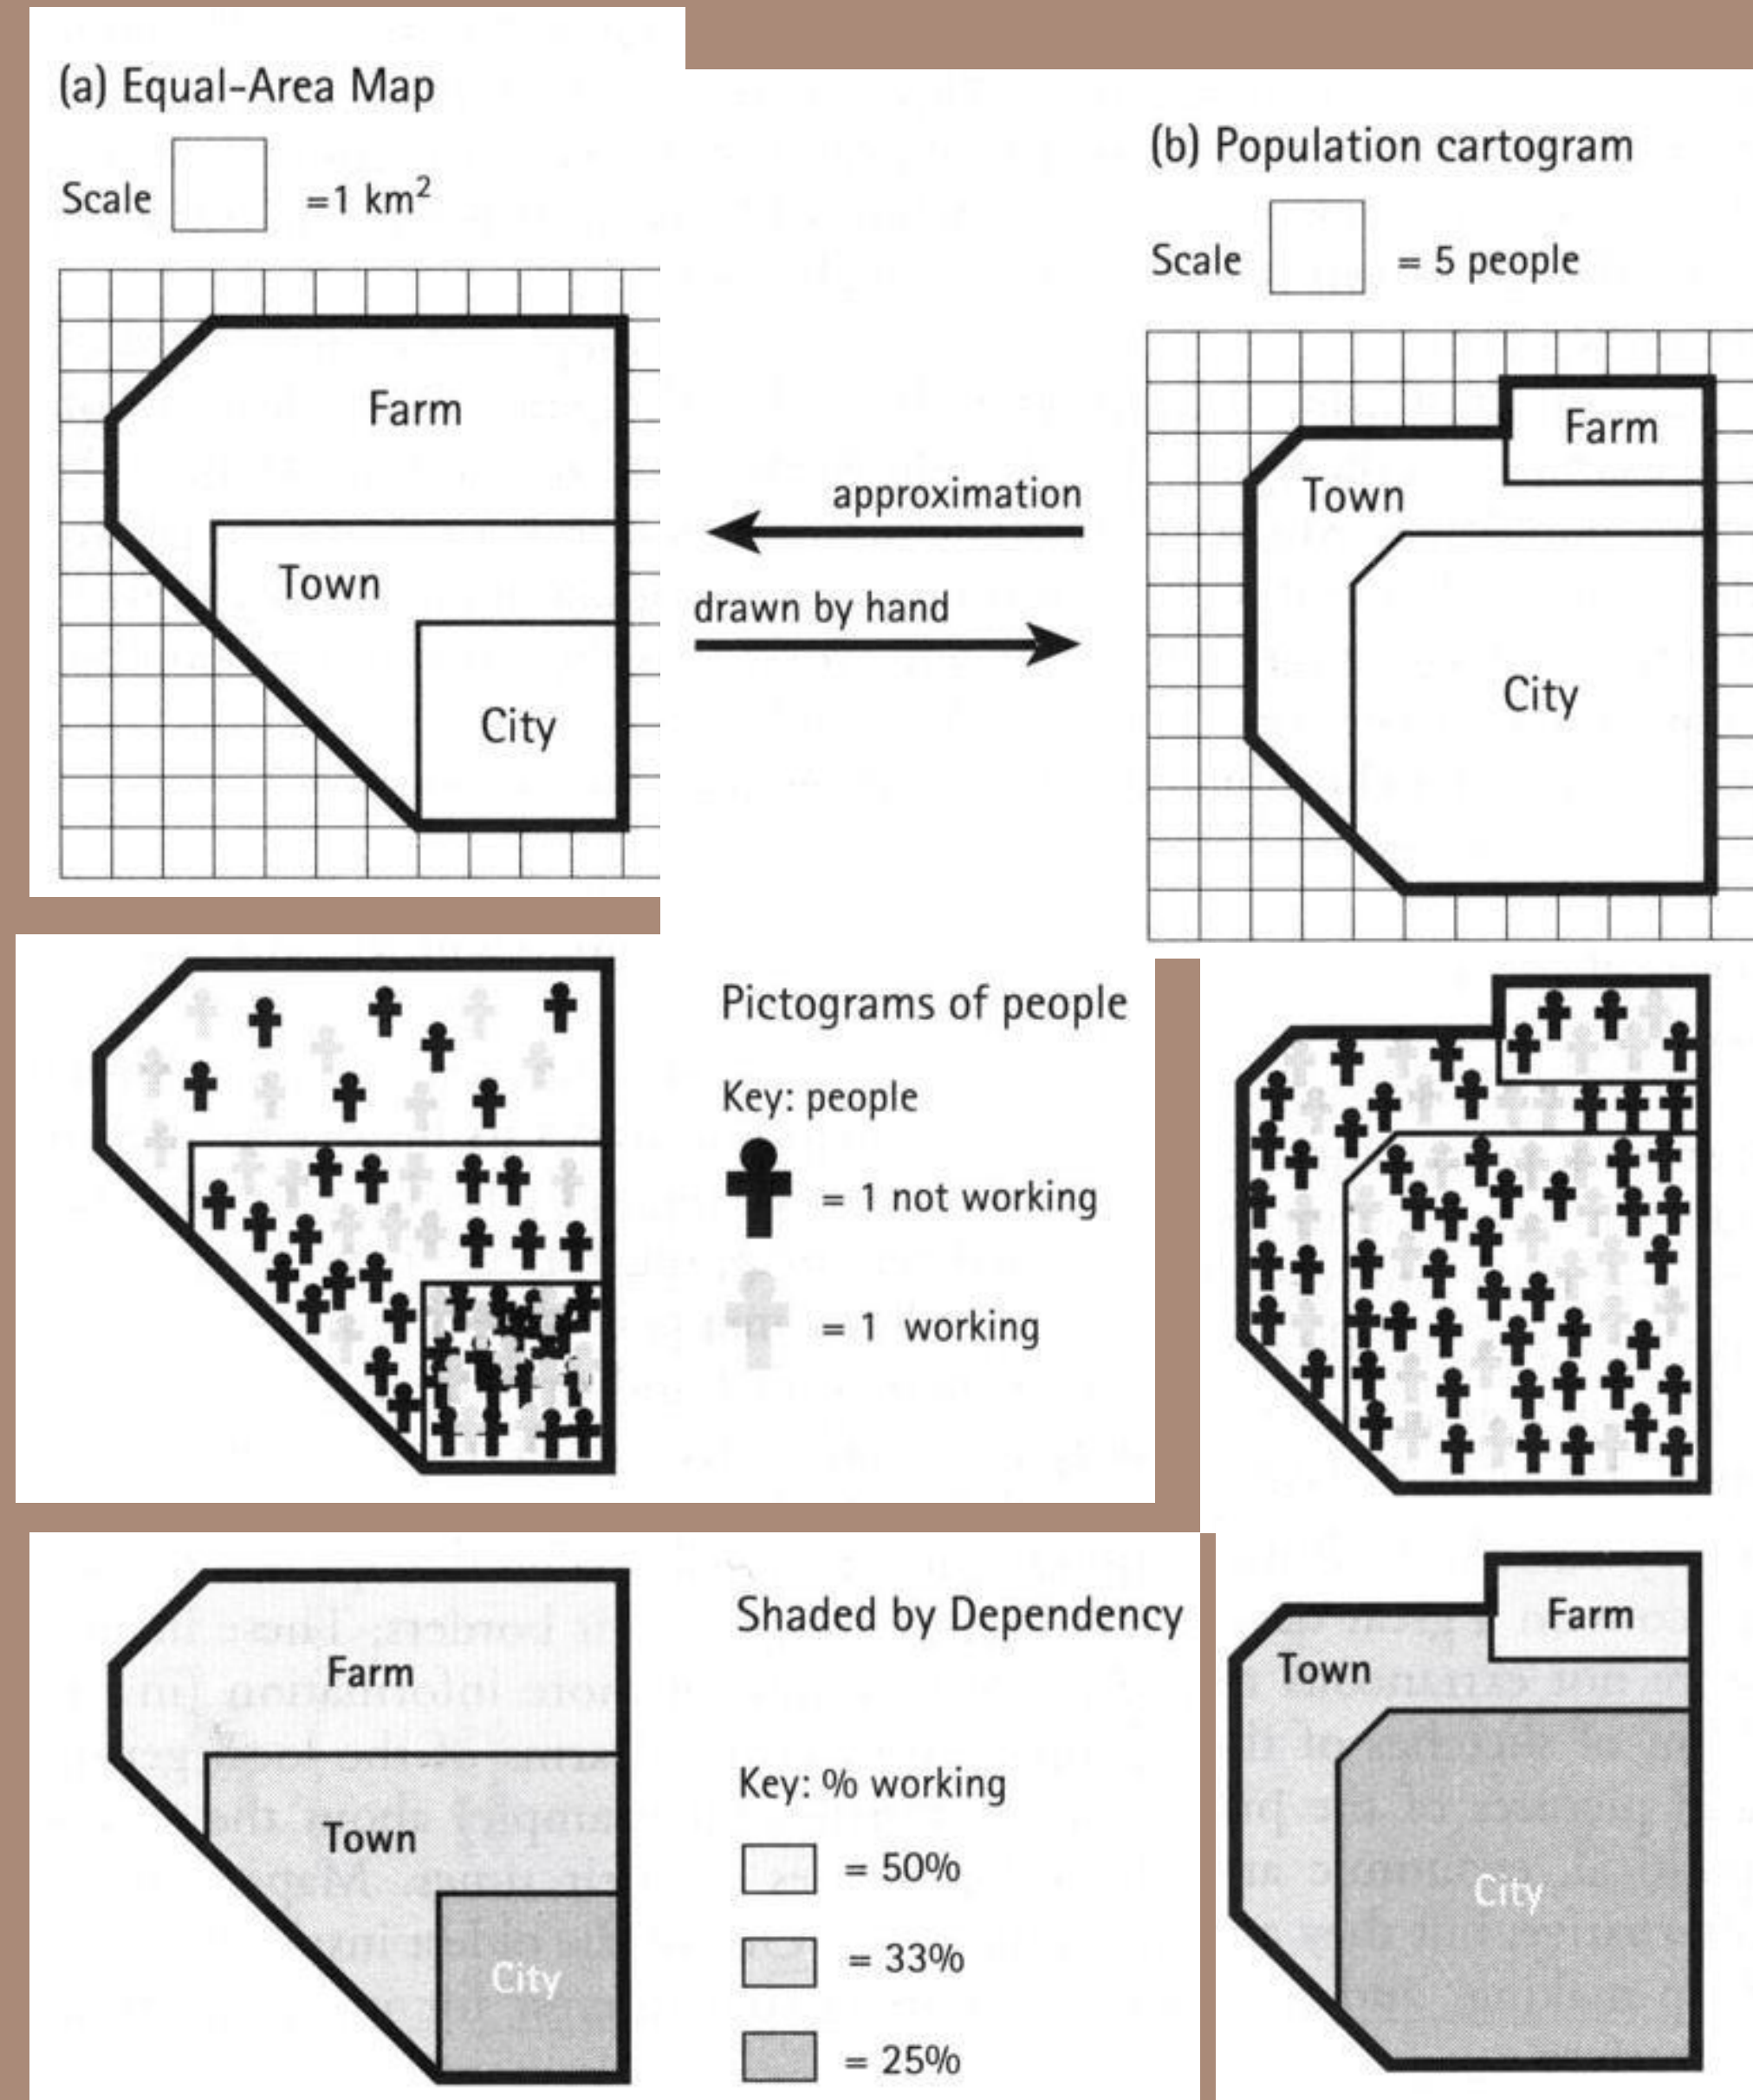 (a) Equal-Area Map
Scale =1 km²
Farm
Town
City
approximation
drawn by hand
(b) Population cartogram
Scale = 5 people
Farm
Town
City
Pictograms of people
Key: people
= 1 not working
= 1 working
Farm
Town
City
Shaded by Dependency
Key: % working
= 50%
= 33%
= 25%
Farm
Town
City